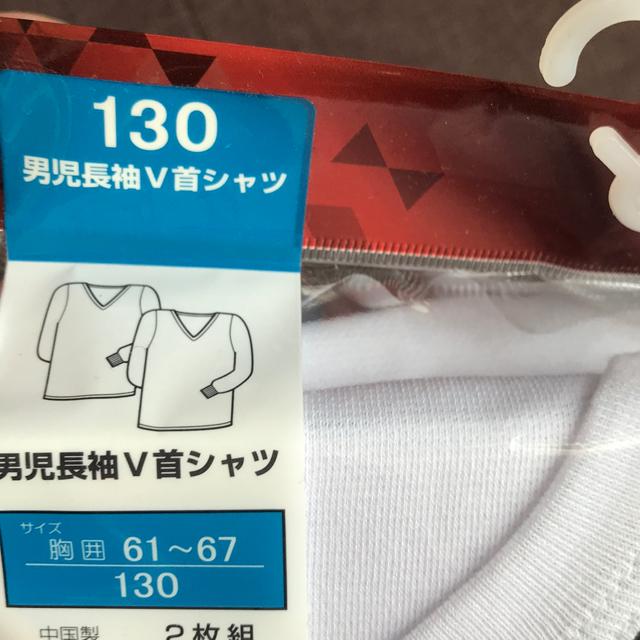 130
男児長袖V首シャツ
男児長袖V首シャツ
サイズ
胸囲 61～67
130
中国製 2枚組